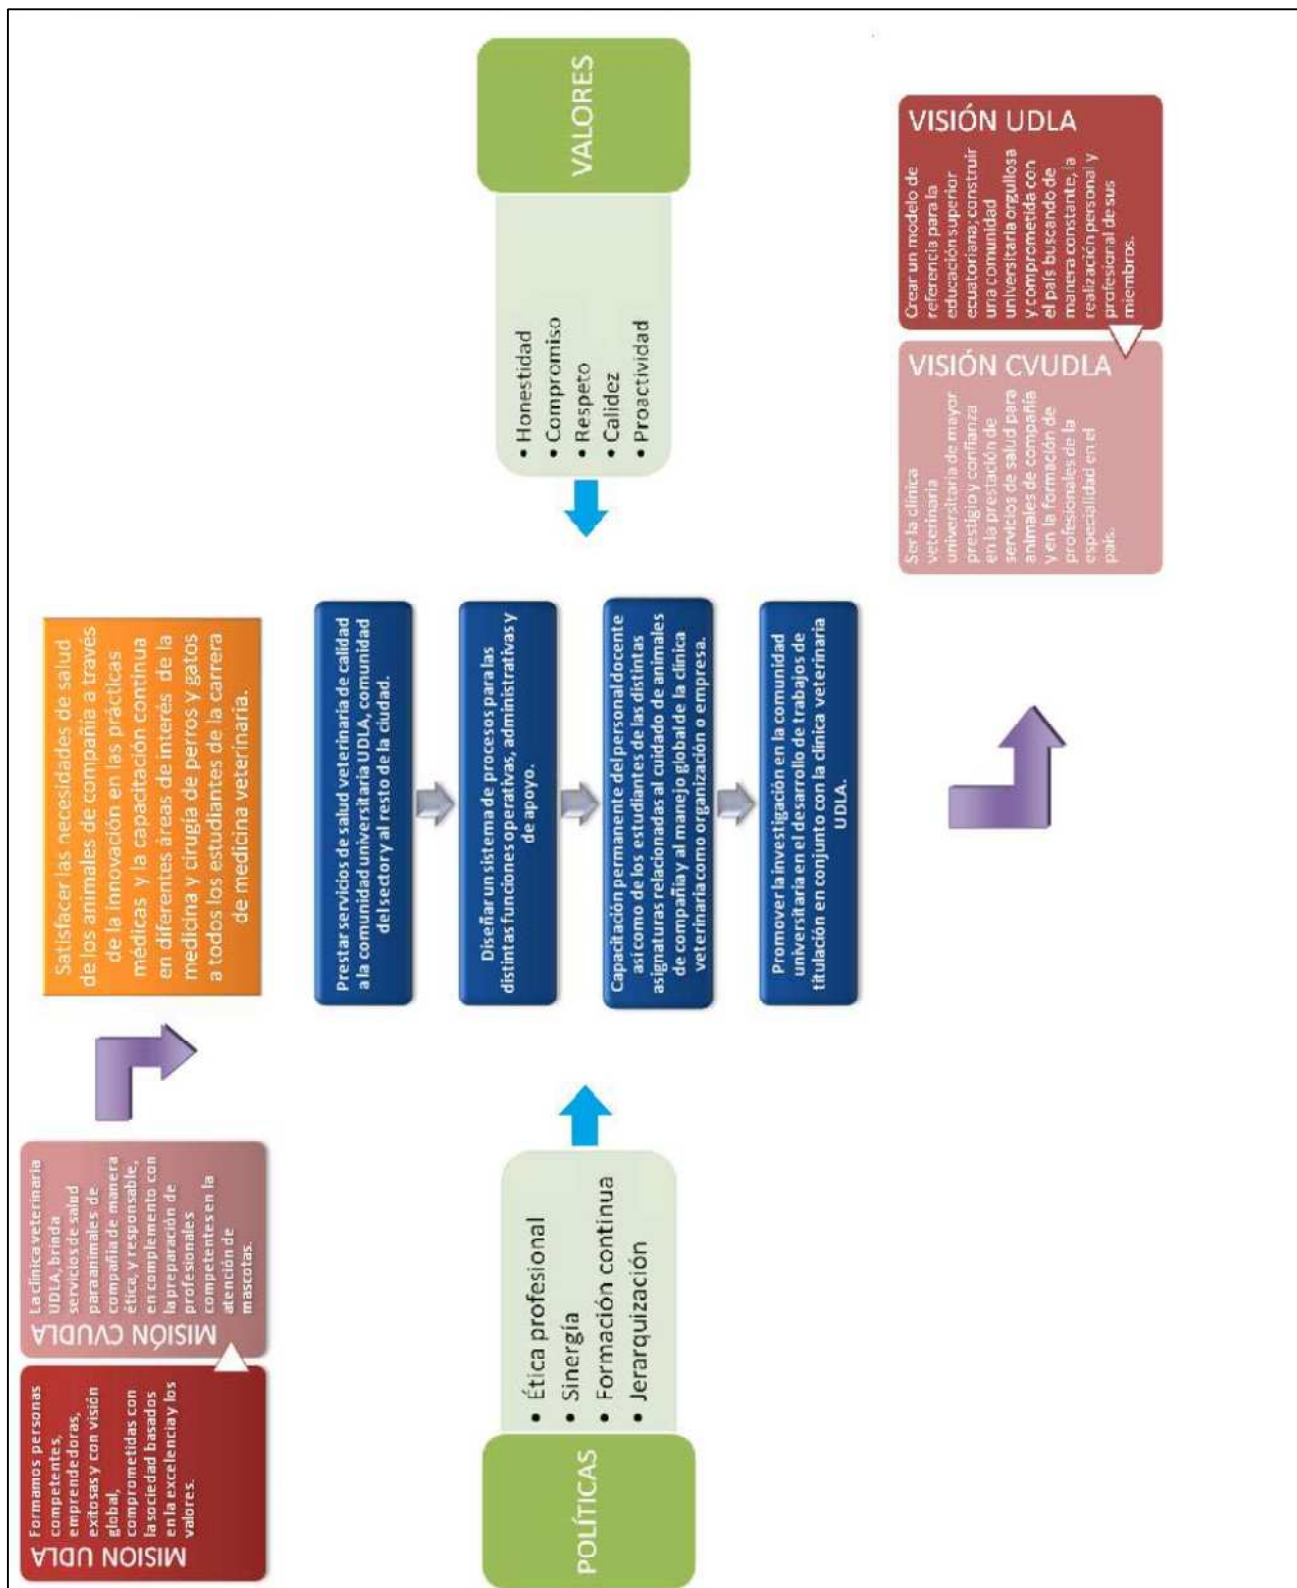 MISION UDLA
Formamos personas
competentes,
emprendedoras,
exitosas y con visión
global,
comprometidas con
la sociedad basados
en la excelencia y los
valores.
MISIÓN CVUDLA
La clínica veterinaria
UDLA, brinda
servicios de salud
para animales de
compañía de manera
ética, y responsable,
en complemento con
la preparación de
profesionales
competentes en la
atención de
mascotas.
Satisfacer las necesidades de salud
de los animales de compañía a través
de la innovación en las prácticas
médicas y la capacitación continua
en diferentes áreas de interés de la
medicina y cirugía de perros y gatos
a todos los estudiantes de la carrera
de medicina veterinaria.
POLÍTICAS
• Ética profesional
• Sinergía
• Formación continua
• Jerarquización
Prestar servicios de salud veterinaria de calidad
a la comunidad universitaria UDLA, comunidad
del sector y al resto de la ciudad.
Diseñar un sistema de procesos para las
distintas funciones operativas, administrativas y
de apoyo.
Capacitación permanente del personal docente
así como de los estudiantes de las distintas
asignaturas relacionadas al cuidado de animales
de compañía y al manejo global de la clínica
veterinaria como organización o empresa.
Promover la investigación en la comunidad
universitaria en el desarrollo de trabajos de
titulación en conjunto con la clínica veterinaria
UDLA.
• Honestidad
• Compromiso
• Respeto
• Calidez
• Proactividad
VALORES
VISIÓN CVUDLA
Ser la clínica
veterinaria
universitaria de mayor
prestigio y confianza
en la prestación de
servicios de salud para
animales de compañía
y en la formación de
profesionales de la
especialidad en el
país.
VISIÓN UDLA
Crear un modelo de
referencia para la
educación superior
ecuatoriana; construir
una comunidad
universitaria orgullosa
y comprometida con
el país buscando de
manera constante, la
realización personal y
profesional de sus
miembros.